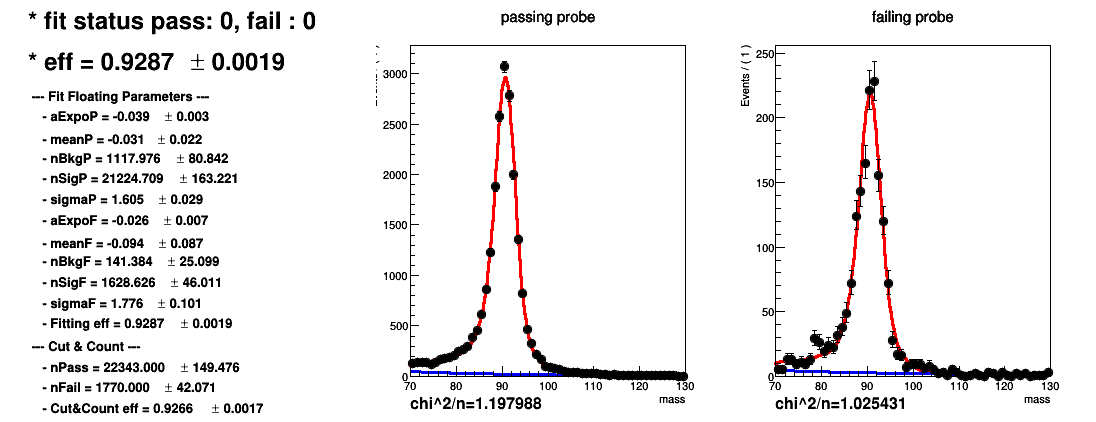 * fit status pass: 0, fail : 0
* eff = 0.9287 ± 0.0019
--- Fit Floating Parameters ---
- aExpoP = -0.039 ± 0.003
- meanP = -0.031 ± 0.022
- nBkgP = 1117.976 ± 80.842
- nSigP = 21224.709 ± 163.221
- sigmaP = 1.605 ± 0.029
- aExpoF = -0.026 ± 0.007
- meanF = -0.094 ± 0.087
- nBkgF = 141.384 ± 25.099
- nSigF = 1628.626 ± 46.011
- sigmaF = 1.776 ± 0.101
- Fitting eff = 0.9287 ± 0.0019
--- Cut & Count ---
- nPass = 22343.000 ± 149.476
- nFail = 1770.000 ± 42.071
- Cut&Count eff = 0.9266 ± 0.0017
passing probe
3000
2500
2000
1500
1000
500
0
70 80 90 100 110 120 130
mass
chi^2/n=1.197988
failing probe
Events / ( 1 )
250
200
150
100
50
0
70 80 90 100 110 120 130
mass
chi^2/n=1.025431